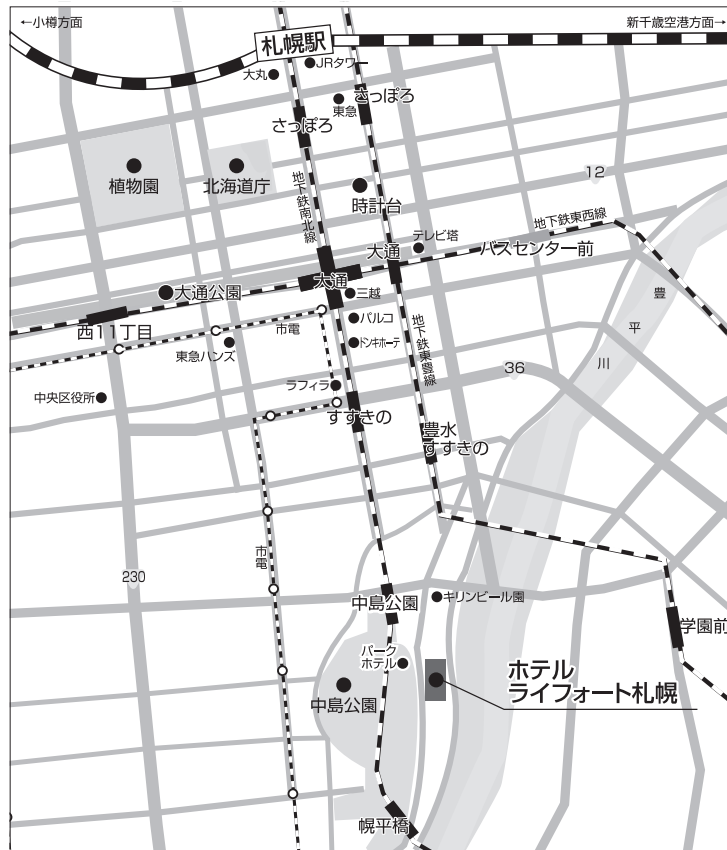 ←小樽方面
新千歳空港方面→
札幌駅
JRタワー
大丸
さっぽろ
東急
さっぽろ
植物園
北海道庁
地下鉄南北線
時計台
12
地下鉄東西線
テレビ塔
大通
バスセンター前
大通
大通公園
三越
豊平川
西11丁目
市電
パルコ
東急ハンズ
ドンキホーテ
地下鉄東豊線
36
ラフィラ
中央区役所
すすきの
豊水
すすきの
市電
230
中島公園
キリンビール園
学園前
パーク
ホテル
ホテル
ライフォート札幌
中島公園
幌平橋